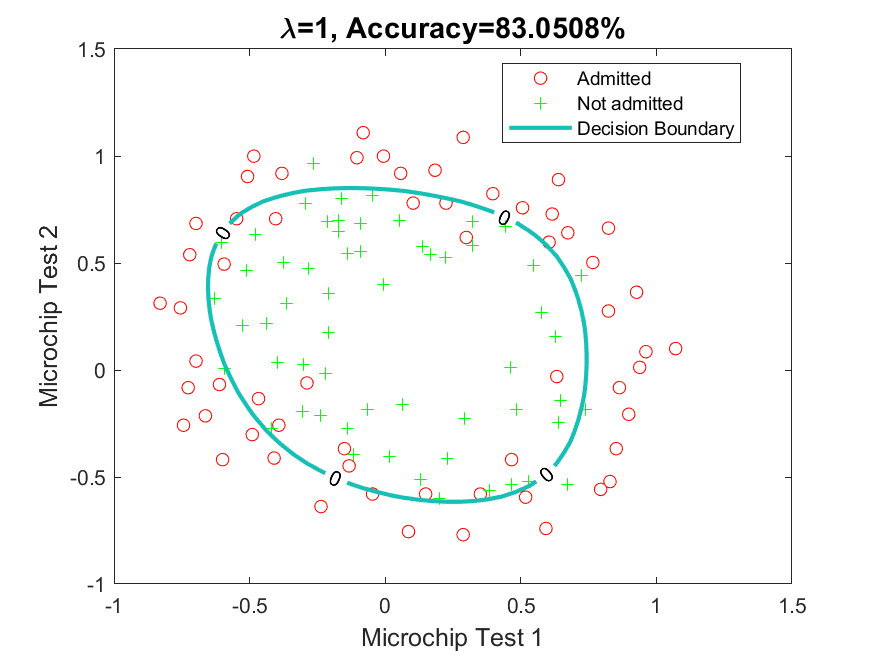 λ=1, Accuracy=83.0508%
1.5
Admitted
Not admitted
Decision Boundary
1
0
0
0.5
Microchip Test 2
0
-0.5
0
0
-1
-1
-0.5
0
0.5
1
1.5
Microchip Test 1